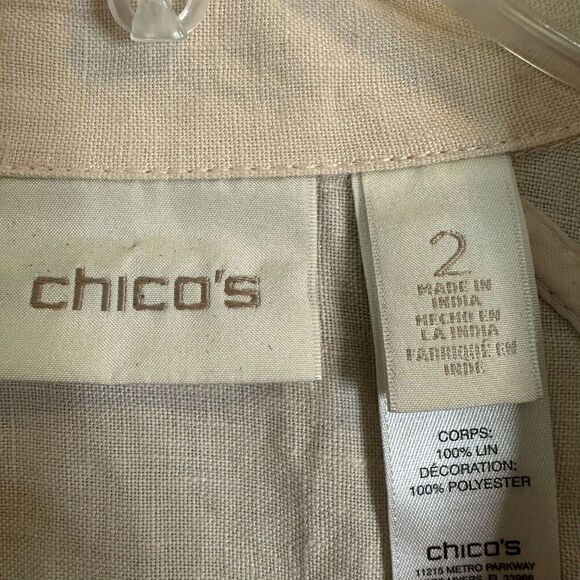 chico's
2
MADE IN
INDIA
HECHO EN
LA INDIA
FABRIQUÉ EN
INDE
CORPS:
100% LIN
DÉCORATION:
100% POLYESTER
chico's
11215 METRO PARKWAY